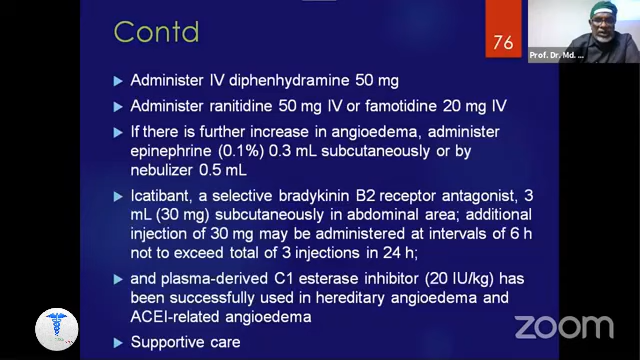 Contd
76
Prof. Dr. Md. ...
Administer IV diphenhydramine 50 mg
Administer ranitidine 50 mg IV or famotidine 20 mg IV
If there is further increase in angioedema, administer
epinephrine (0.1%) 0.3 mL subcutaneously or by
nebulizer 0.5 mL
Icatibant, a selective bradykinin B2 receptor antagonist, 3
mL (30 mg) subcutaneously in abdominal area; additional
injection of 30 mg may be administered at intervals of 6 h
not to exceed total of 3 injections in 24 h;
and plasma-derived C1 esterase inhibitor (20 IU/kg) has
been successfully used in hereditary angioedema and
ACEI-related angioedema
Supportive care
zoom